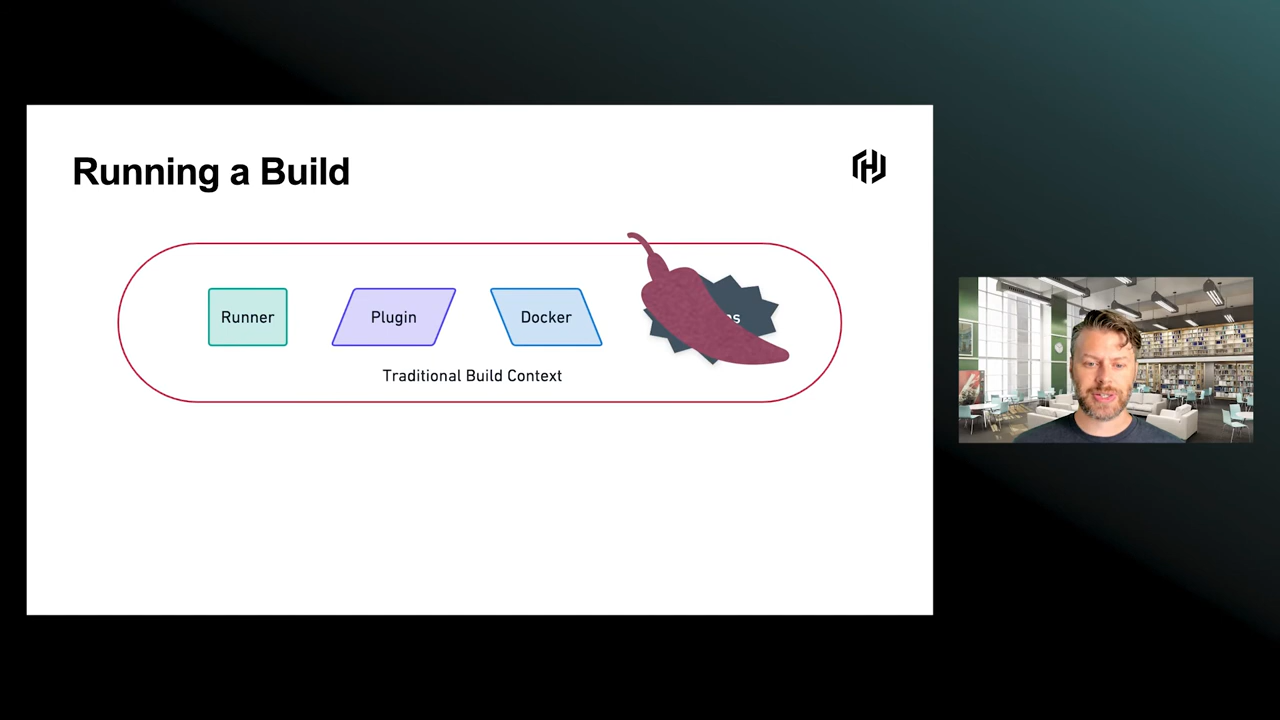 Running a Build
Runner
Plugin
Docker
Traditional Build Context